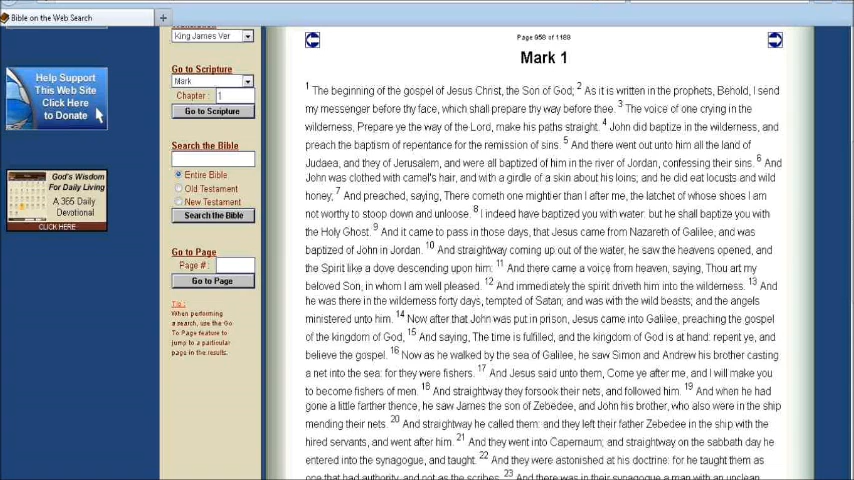 Bible on the Web Search
King James Ver
Help Support
This Web Site
Click Here
to Donate
God's Wisdom
For Daily Living
A 365 Daily
Devotional
CLICK HERE
Go to Scripture
Mark
Chapter : 1
Go to Scripture
Search the Bible
Entire Bible
Old Testament
New Testament
Search the Bible
Go to Page
Page # :
Go to Page
Tip :
When performing
a search, use the Go
To Page feature to
jump to a particular
page in the results.
Page 958 of 1189
Mark 1
1 The beginning of the gospel of Jesus Christ, the Son of God; 2 As it is written in the prophets, Behold, I send
my messenger before thy face, which shall prepare thy way before thee. 3 The voice of one crying in the
wilderness, Prepare ye the way of the Lord, make his paths straight. 4 John did baptize in the wilderness, and
preach the baptism of repentance for the remission of sins. 5 And there went out unto him all the land of
Judaea, and they of Jerusalem, and were all baptized of him in the river of Jordan, confessing their sins. 6 And
John was clothed with camel's hair, and with a girdle of a skin about his loins; and he did eat locusts and wild
honey; 7 And preached, saying, There cometh one mightier than I after me, the latchet of whose shoes I am
not worthy to stoop down and unloose. 8 I indeed have baptized you with water: but he shall baptize you with
the Holy Ghost. 9 And it came to pass in those days, that Jesus came from Nazareth of Galilee, and was
baptized of John in Jordan. 10 And straightway coming up out of the water, he saw the heavens opened, and
the Spirit like a dove descending upon him: 11 And there came a voice from heaven, saying, Thou art my
beloved Son, in whom I am well pleased. 12 And immediately the spirit driveth him into the wilderness. 13 And
he was there in the wilderness forty days, tempted of Satan; and was with the wild beasts; and the angels
ministered unto him. 14 Now after that John was put in prison, Jesus came into Galilee, preaching the gospel
of the kingdom of God, 15 And saying, The time is fulfilled, and the kingdom of God is at hand: repent ye, and
believe the gospel. 16 Now as he walked by the sea of Galilee, he saw Simon and Andrew his brother casting
a net into the sea: for they were fishers. 17 And Jesus said unto them, Come ye after me, and I will make you
to become fishers of men. 18 And straightway they forsook their nets, and followed him. 19 And when he had
gone a little farther thence, he saw James the son of Zebedee, and John his brother, who also were in the ship
mending their nets. 20 And straightway he called them: and they left their father Zebedee in the ship with the
hired servants, and went after him. 21 And they went into Capernaum; and straightway on the sabbath day he
entered into the synagogue, and taught. 22 And they were astonished at his doctrine: for he taught them as
one that had authority, and not as the scribes. 23 And there was in their synagogue a man with an unclean